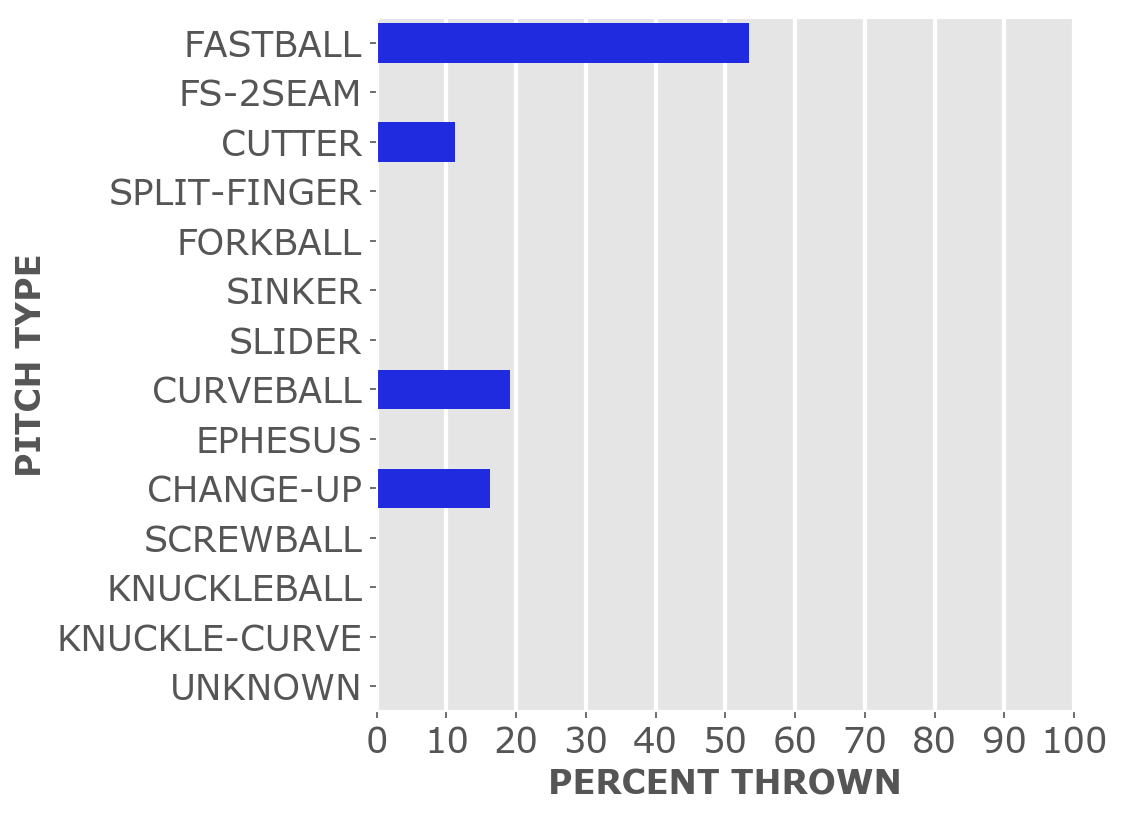 FASTBALL
FS-2SEAM
CUTTER
SPLIT-FINGER
FORKBALL
SINKER
SLIDER
CURVEBALL
EPHESUS
CHANGE-UP
SCREWBALL
KNUCKLEBALL
KNUCKLE-CURVE
UNKNOWN
PITCH TYPE
0 10 20 30 40 50 60 70 80 90 100
PERCENT THROWN